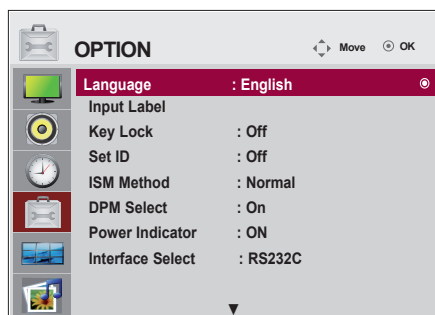 OPTION Move OK
Language : English
Input Label
Key Lock : Off
Set ID : Off
ISM Method : Normal
DPM Select : On
Power Indicator : ON
Interface Select : RS232C